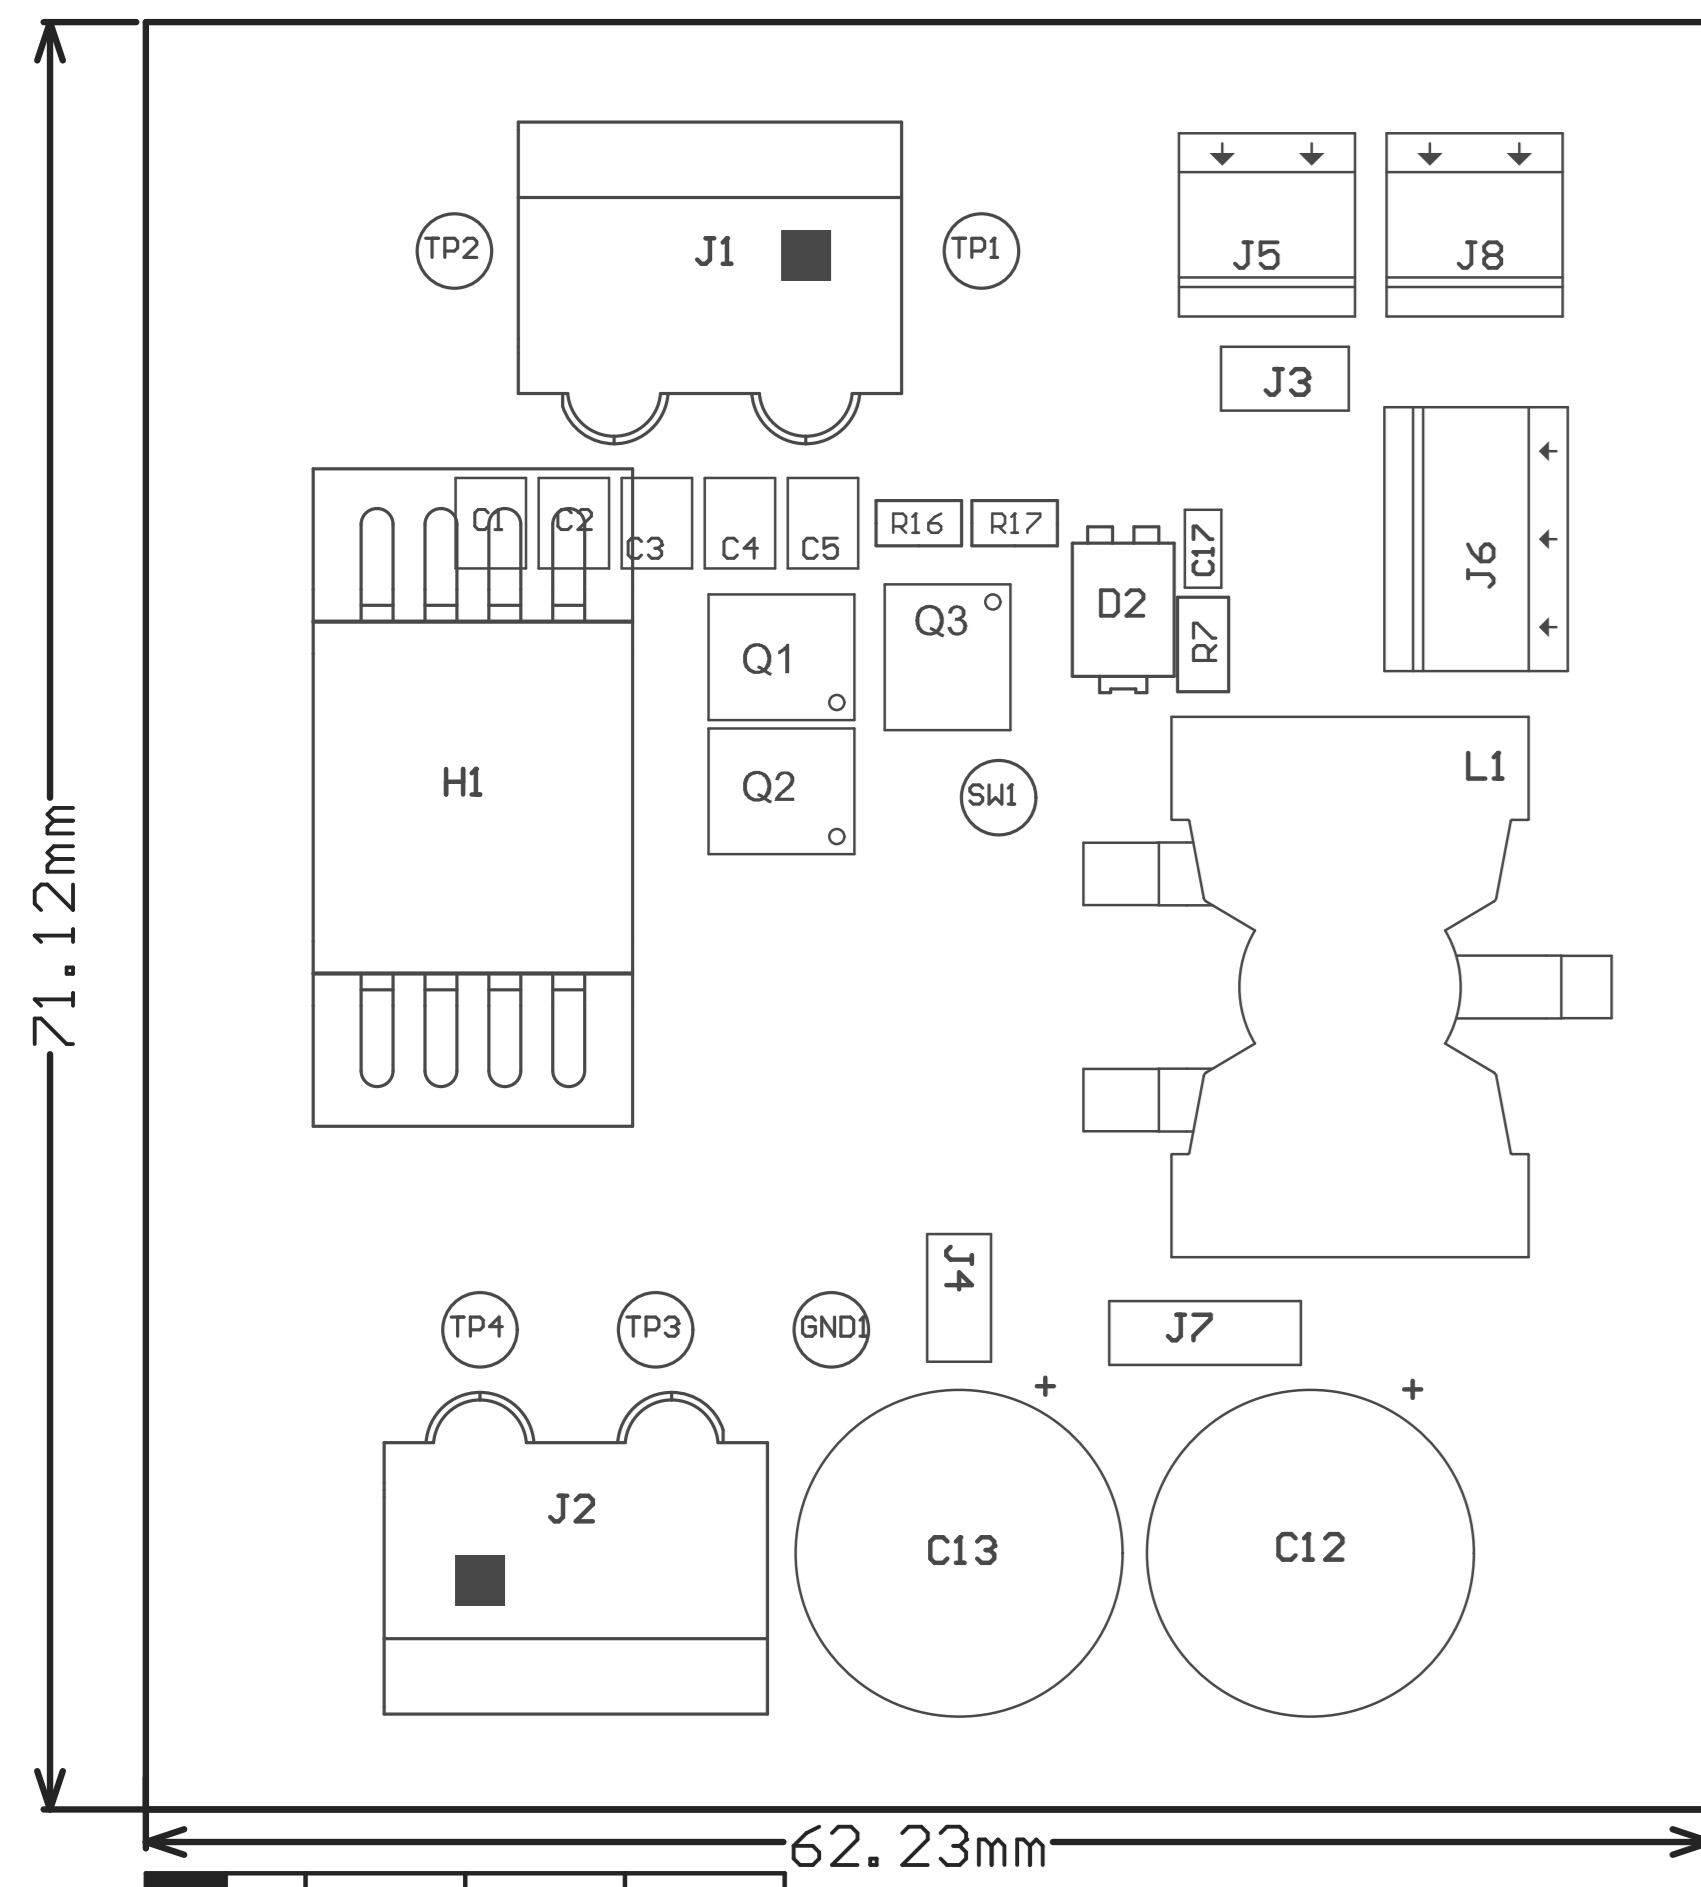 J1
TP2
TP1
J5
J8
J3
C1
C2
C3
C4
C5
R16
R17
C17
J6
D2
Q3
R7
Q1
H1
Q2
SW1
L1
71.12mm
J4
TP4
TP3
GND1
J7
+
+
J2
C13
C12
62.23mm